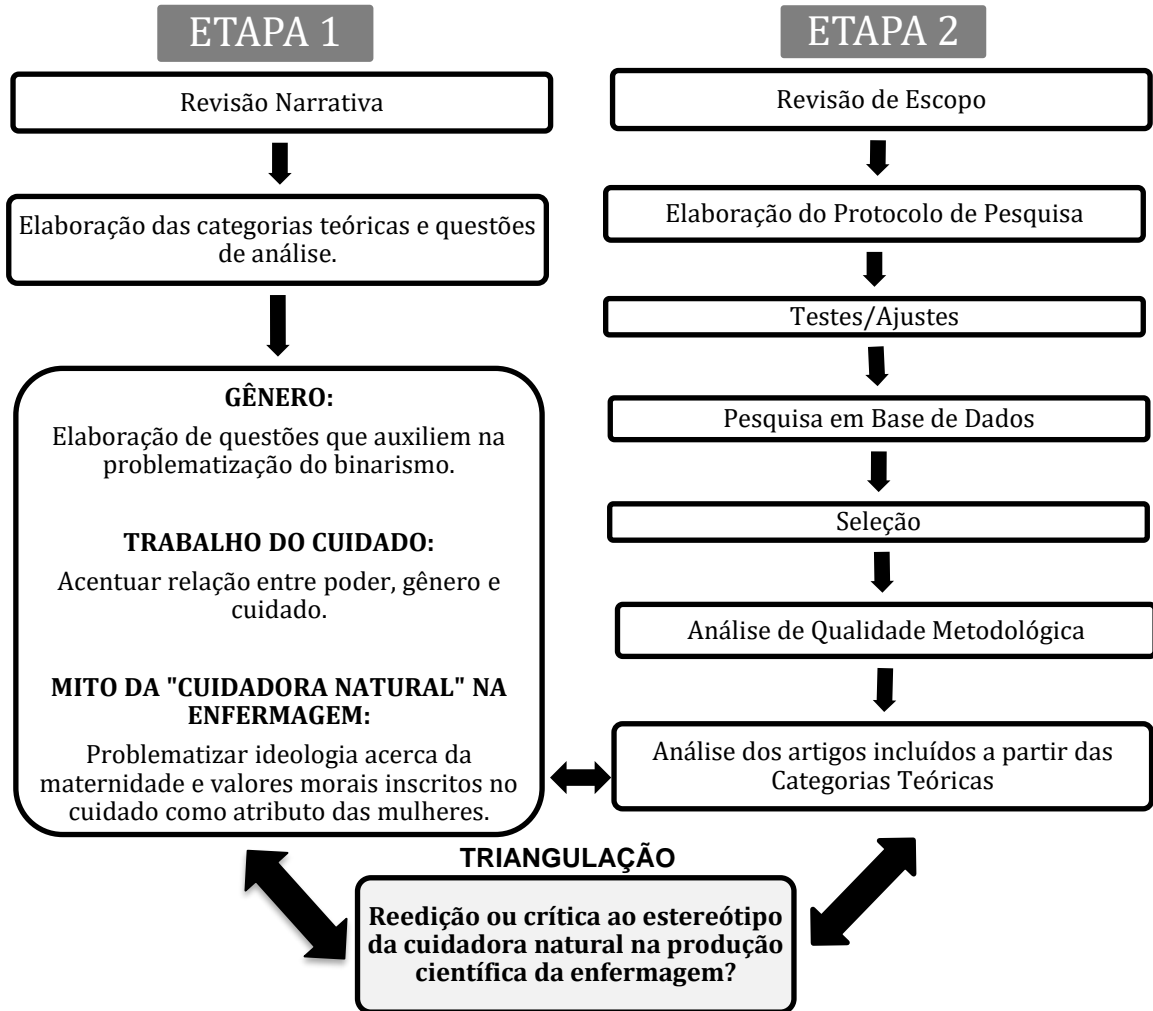 ETAPA 1
Revisão Narrativa
Elaboração das categorias teóricas e questões
de análise.
GÊNERO:
Elaboração de questões que auxiliem na
problematização do binarismo.
TRABALHO DO CUIDADO:
Acentuar relação entre poder, gênero e
cuidado.
MITO DA "CUIDADORA NATURAL" NA
ENFERMAGEM:
Problematizar ideologia acerca da
maternidade e valores morais inscritos no
cuidado como atributo das mulheres.
ETAPA 2
Revisão de Escopo
Elaboração do Protocolo de Pesquisa
Testes/Ajustes
Pesquisa em Base de Dados
Seleção
Análise de Qualidade Metodológica
Análise dos artigos incluídos a partir das
Categorias Teóricas
TRIANGULAÇÃO
Reedição ou crítica ao estereótipo
da cuidadora natural na produção
científica da enfermagem?